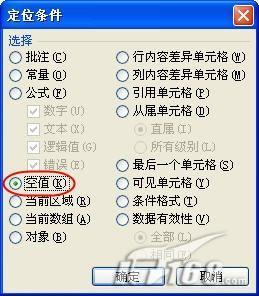 定位条件
选择
批注(C)
常量(O)
公式(F)
数字(U)
文本(X)
逻辑值(G)
错误(E)
空值(K)
当前区域(R)
当前数组(A)
对象(B)
行内容差异单元格(W)
列内容差异单元格(M)
引用单元格(P)
从属单元格(D)
直属(I)
所有级别(L)
最后一个单元格(S)
可见单元格(Y)
条件格式(T)
数据有效性(V)
全部(L)
相同(E)
确定
取消